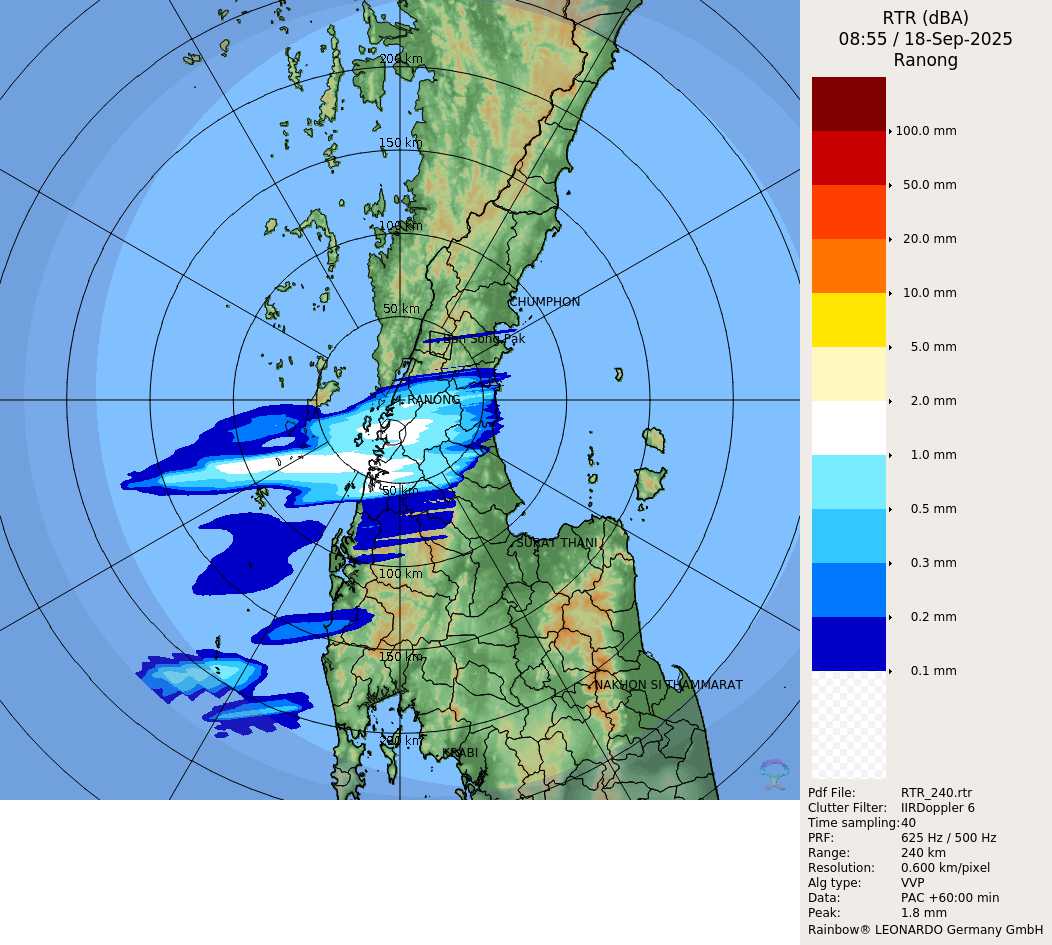 RTR (dBA)
08:55 / 18-Sep-2025
Ranong
200 km
150 km
100 km
50 km
CHUMPHON
Ban Song Pak
RANONG
50 km
SURAT THANI
100 km
150 km
NAKHON SI THAMMARAT
200 km
KRABI
100.0 mm
50.0 mm
20.0 mm
10.0 mm
5.0 mm
2.0 mm
1.0 mm
0.5 mm
0.3 mm
0.2 mm
0.1 mm
Pdf File: RTR_240.rtr
Clutter Filter: IIRDoppler 6
Time sampling:40
PRF: 625 Hz / 500 Hz
Range: 240 km
Resolution: 0.600 km/pixel
Alg type: VVP
Data: PAC +60:00 min
Peak: 1.8 mm
Rainbow® LEONARDO Germany GmbH